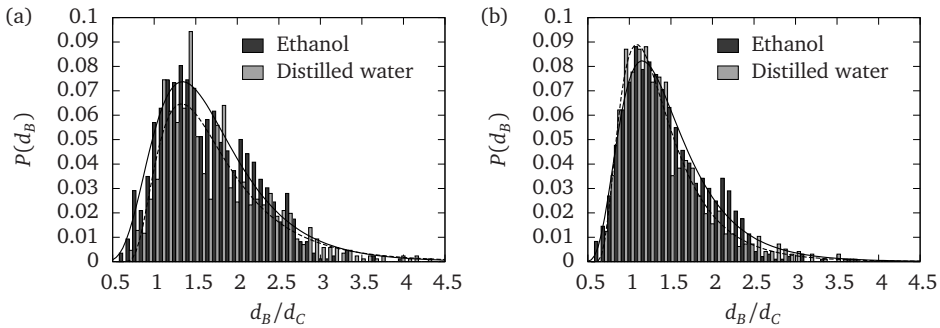 (a)
0.1
0.09
0.08
0.07
0.06
0.05
0.04
0.03
0.02
0.01
0
P(d_B)
Ethanol
Distilled water
0.5 1 1.5 2 2.5 3 3.5 4 4.5
d_B/d_C
(b)
0.1
0.09
0.08
0.07
0.06
0.05
0.04
0.03
0.02
0.01
0
P(d_B)
Ethanol
Distilled water
0.5 1 1.5 2 2.5 3 3.5 4 4.5
d_B/d_C